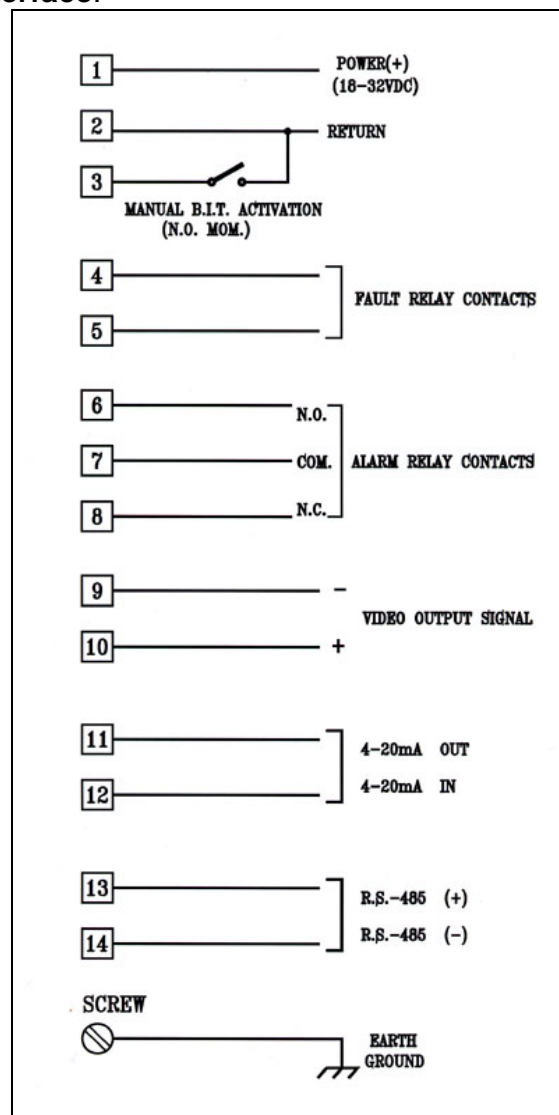 1 POWER(+)
(18-32VDC)
2 RETURN
3
MANUAL B.I.T. ACTIVATION
(N.O. MOM.)
4
FAULT RELAY CONTACTS
5
6 N.O.
7 COM. ALARM RELAY CONTACTS
8 N.C.
9 −
VIDEO OUTPUT SIGNAL
10 +
11
4-20mA OUT
12 4-20mA IN
13
R.S.-485 (+)
14 R.S.-485 (-)
SCREW
EARTH
GROUND